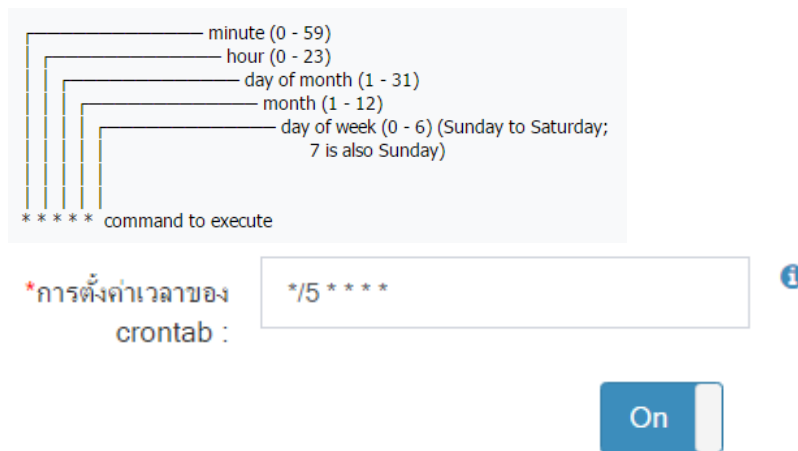 minute (0 - 59)
hour (0 - 23)
day of month (1 - 31)
month (1 - 12)
day of week (0 - 6) (Sunday to Saturday;
7 is also Sunday)
* * * * * command to execute
*การตั้งค่าเวลาของ
crontab :
*/5 * * * *
On